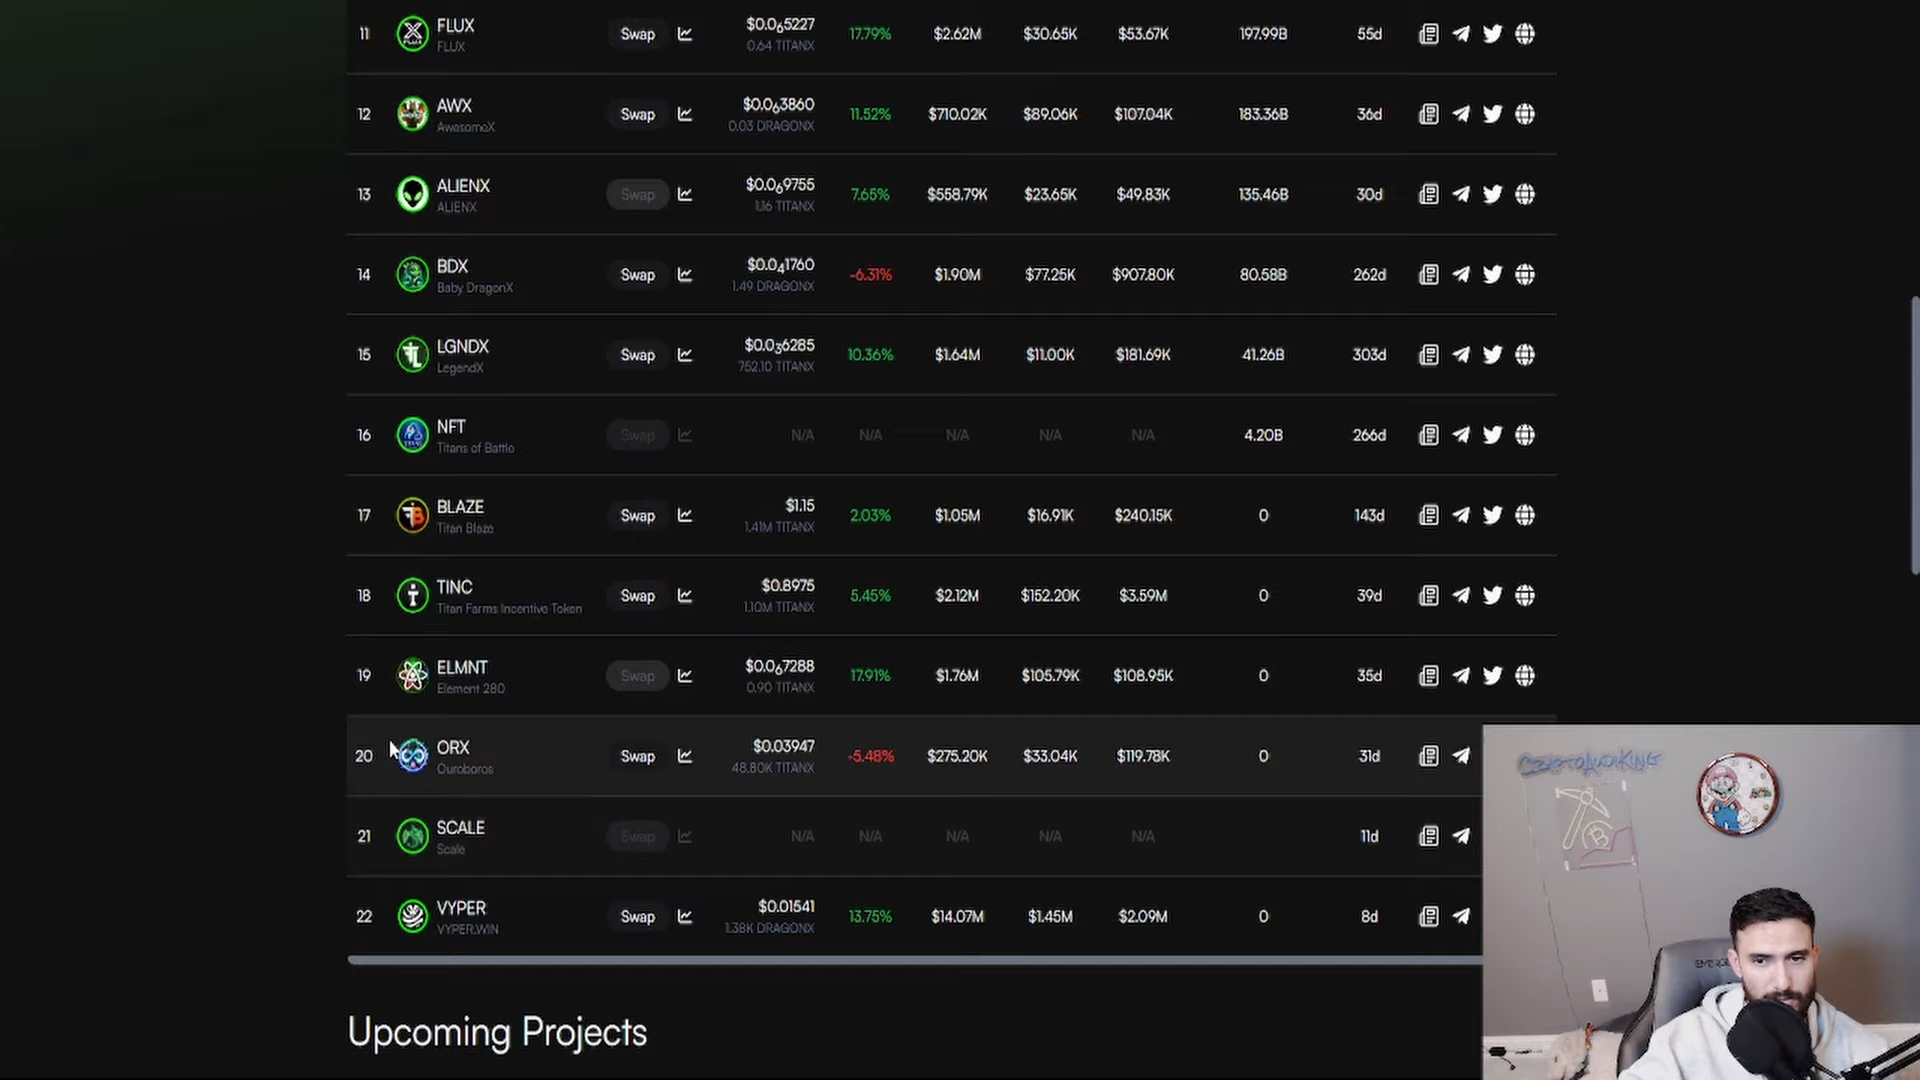 11 FLUX Swap $0.0₆5227 17.79% $2.62M $30.65K $53.67K 197.99B 55d
FLUX 0.64 TITANX
12 AWX Swap $0.0₆3860 11.52% $710.02K $89.06K $107.04K 183.36B 36d
AwesomeX 0.03 DRAGONX
13 ALIENX Swap $0.0₆9755 7.65% $558.79K $23.65K $49.83K 135.46B 30d
ALIENX 1.16 TITANX
14 BDX Swap $0.0₄1760 -6.31% $1.90M $77.25K $907.80K 80.58B 262d
Baby DragonX 1.49 DRAGONX
15 LGNDX Swap $0.0₃6285 10.36% $1.64M $11.00K $181.69K 41.26B 303d
LegendX 752.10 TITANX
16 NFT Swap N/A N/A N/A N/A N/A 4.20B 266d
Titans of Battle
17 BLAZE Swap $1.15 2.03% $1.05M $16.91K $240.15K 0 143d
Titan Blaze 1.41M TITANX
18 TINC Swap $0.8975 5.45% $2.12M $152.20K $3.59M 0 39d
Titan Farms Incentive Token 1.10M TITANX
19 ELMNT Swap $0.0₆7288 17.91% $1.76M $105.79K $108.95K 0 35d
Element 280 0.90 TITANX
20 ORX Swap $0.03947 -5.48% $275.20K $33.04K $119.78K 0 31d
Ouroboros 48.80K TITANX
21 SCALE Swap N/A N/A N/A N/A N/A 11d
Scale
22 VYPER Swap $0.01541 13.75% $14.07M $1.45M $2.09M 0 8d
VYPER.WIN 1.38K DRAGONX
Upcoming Projects
CRYPTOAUDIKING